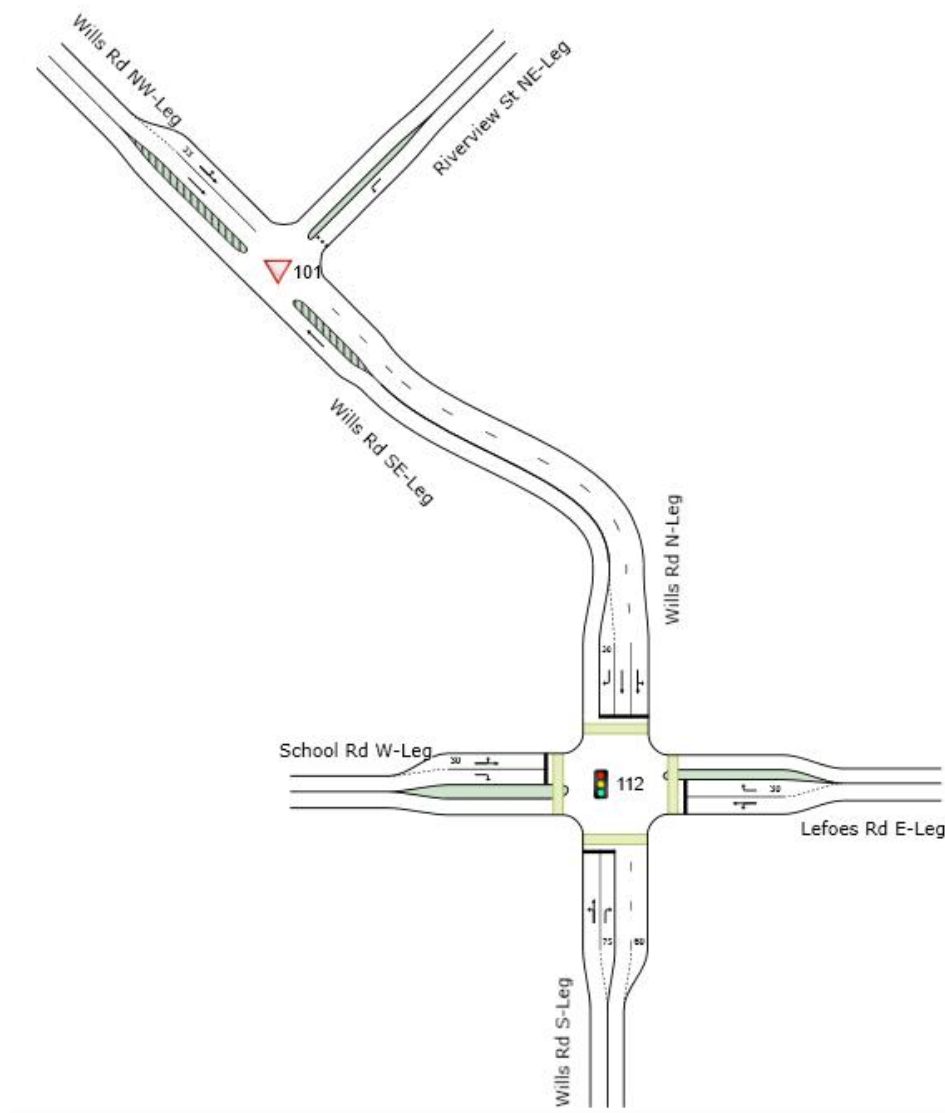 Wills Rd NW-Leg
Riverview St NE-Leg
33
101
Wills Rd SE-Leg
Wills Rd N-Leg
School Rd W-Leg
30
112
30
Lefoes Rd E-Leg
75
60
Wills Rd S-Leg